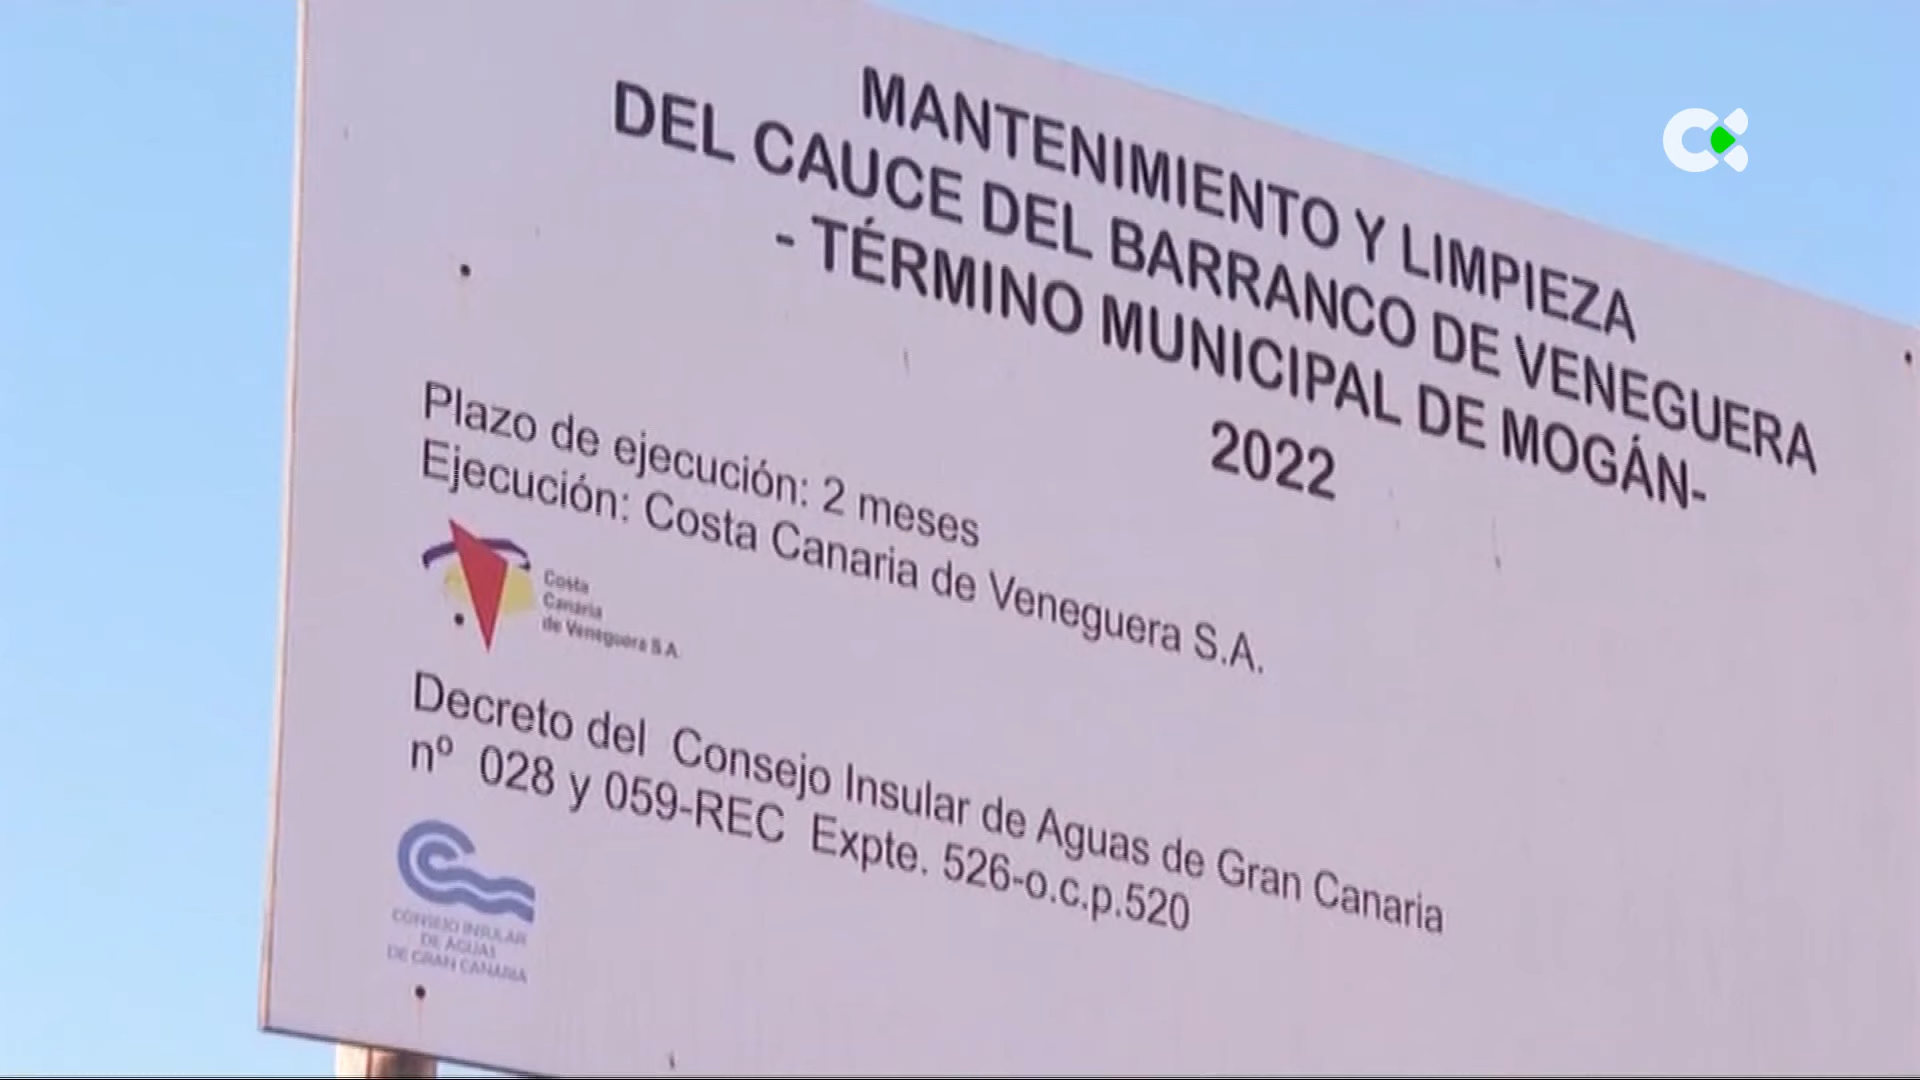 MANTENIMIENTO Y LIMPIEZA
DEL CAUCE DEL BARRANCO DE VENEGUERA
- TÉRMINO MUNICIPAL DE MOGÁN-
2022
Plazo de ejecución: 2 meses
Ejecución: Costa Canaria de Veneguera S.A.
Costa
Canaria
de Veneguera S.A.
Decreto del Consejo Insular de Aguas de Gran Canaria
nº 028 y 059-REC Expte. 526-o.c.p.520
CONSEJO INSULAR
DE AGUAS
DE GRAN CANARIA